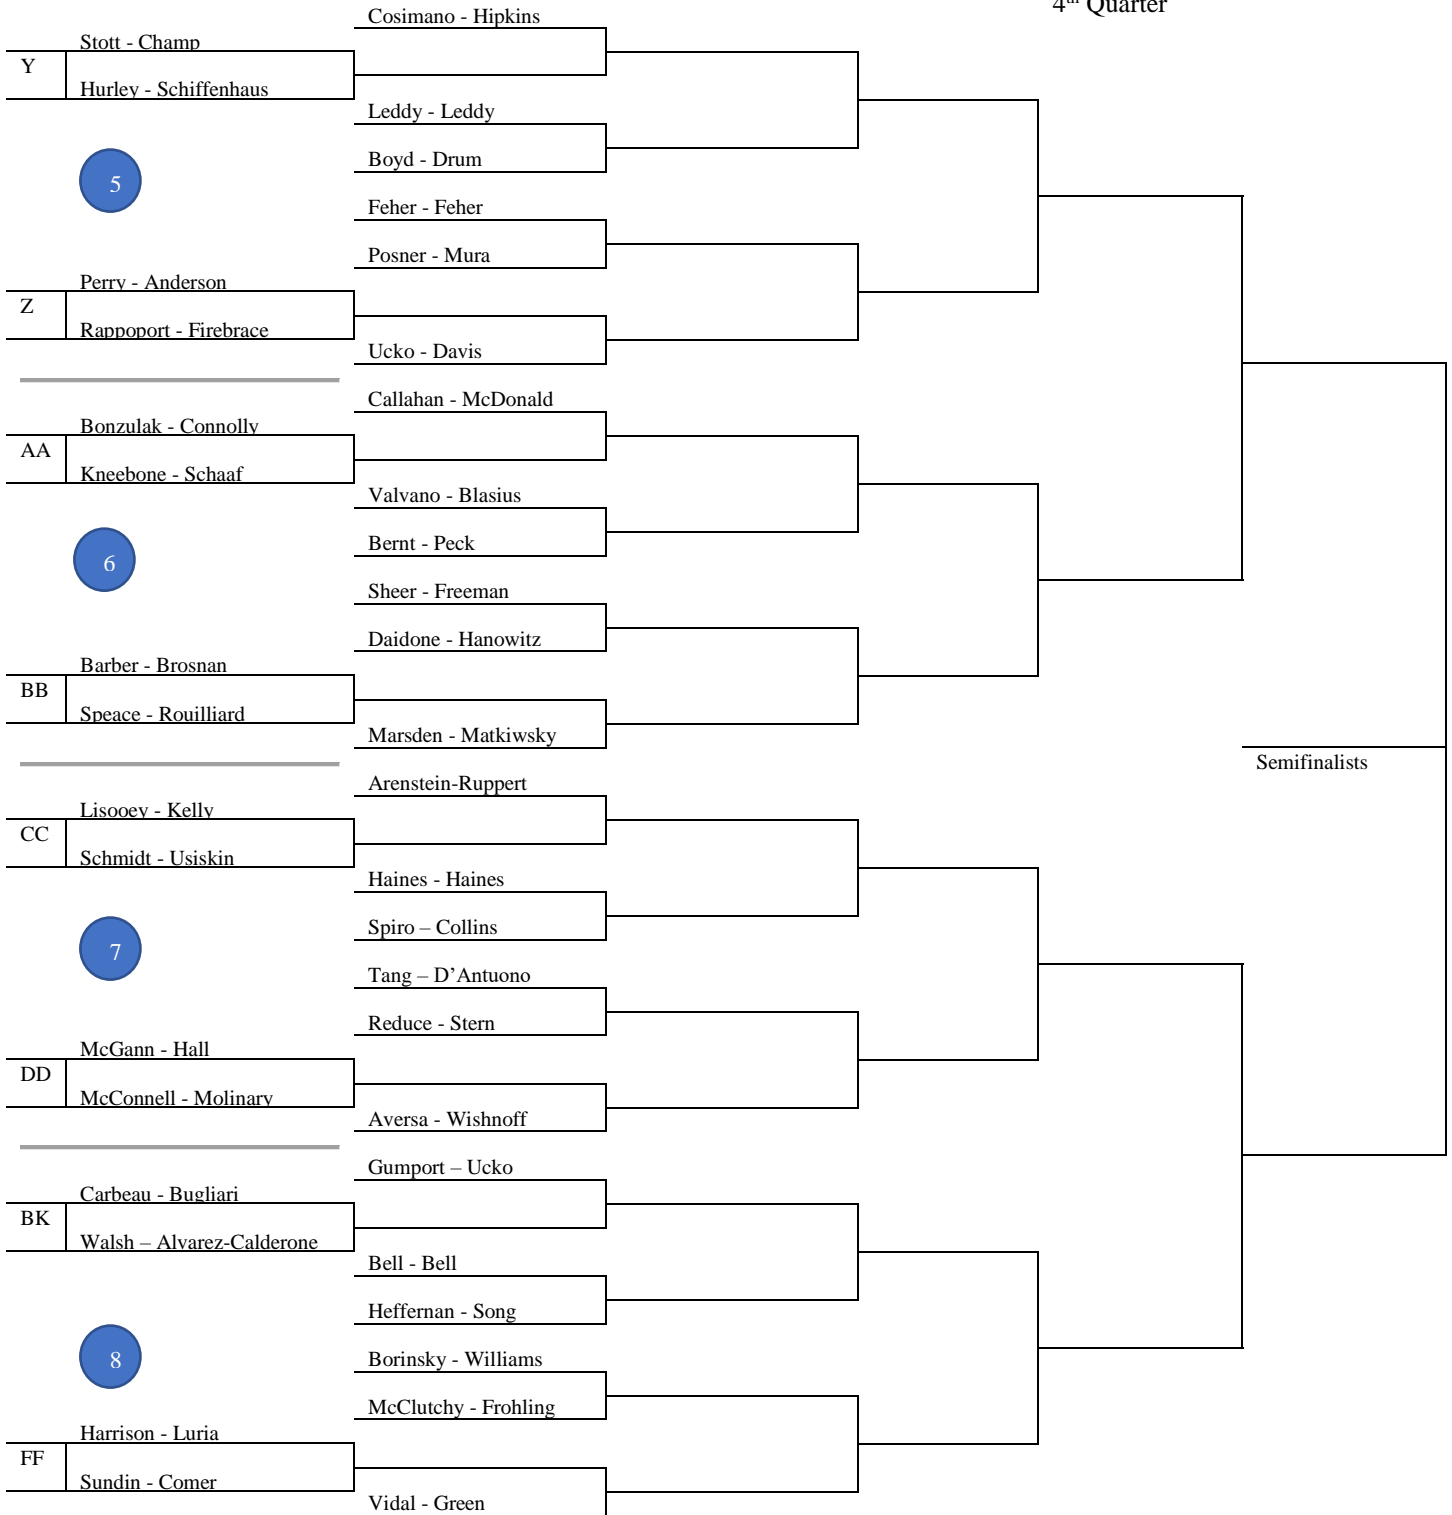 4th Quarter
Cosimano - Hipkins
Stott - Champ
Y
Hurley - Schiffenhaus
Leddy - Leddy
Boyd - Drum
5
Feher - Feher
Posner - Mura
Perry - Anderson
Z
Rappoport - Firebrace
Ucko - Davis
Callahan - McDonald
Bonzulak - Connolly
AA
Kneebone - Schaaf
Valvano - Blasius
Bernt - Peck
6
Sheer - Freeman
Daidone - Hanowitz
Barber - Brosnan
BB
Speace - Rouilliard
Marsden - Matkiwsky
Semifinalists
Arenstein-Ruppert
Lisooey - Kelly
CC
Schmidt - Usiskin
Haines - Haines
Spiro – Collins
7
Tang – D’Antuono
Reduce - Stern
McGann - Hall
DD
McConnell - Molinary
Aversa - Wishnoff
Gumport – Ucko
Carbeau - Bugliari
BK
Walsh – Alvarez-Calderone
Bell - Bell
Heffernan - Song
8
Borinsky - Williams
McClutchy - Frohling
Harrison - Luria
FF
Sundin - Comer
Vidal - Green